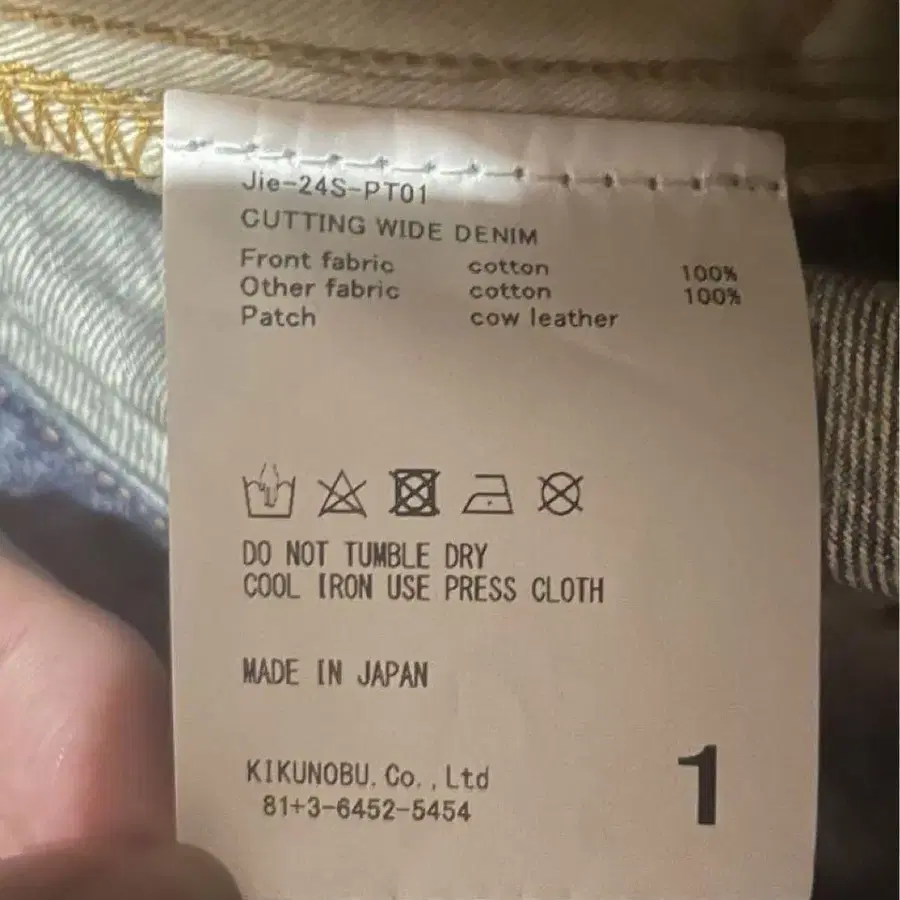 Jie-24S-PT01
CUTTING WIDE DENIM
Front fabric cotton 100%
Other fabric cotton 100%
Patch cow leather
DO NOT TUMBLE DRY
COOL IRON USE PRESS CLOTH
MADE IN JAPAN
KIKUNOBU. Co. , Ltd
81+3-6452-5454
1